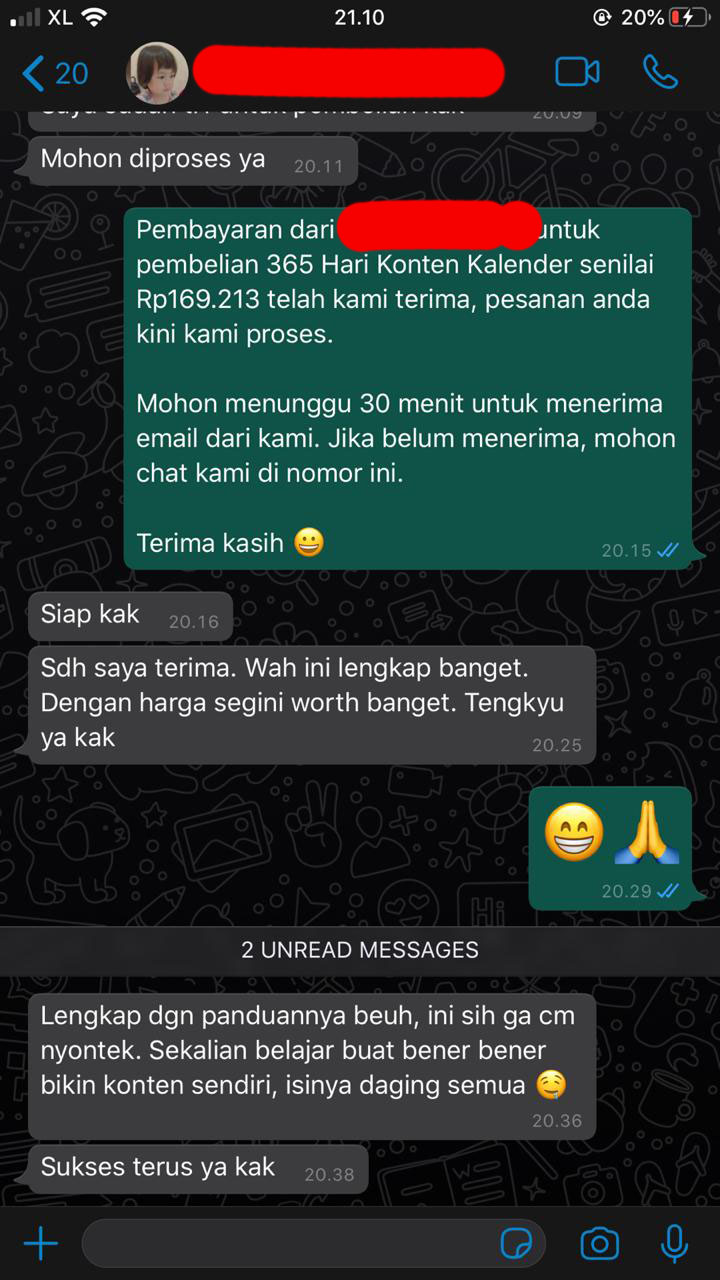 XL 21.10 20%
20
20.09
Mohon diproses ya 20.11
Pembayaran dari untuk
pembelian 365 Hari Konten Kalender senilai
Rp169.213 telah kami terima, pesanan anda
kini kami proses.
Mohon menunggu 30 menit untuk menerima
email dari kami. Jika belum menerima, mohon
chat kami di nomor ini.
Terima kasih 😀 20.15
Siap kak 20.16
Sdh saya terima. Wah ini lengkap banget.
Dengan harga segini worth banget. Tengkyu
ya kak 20.25
😁🙏
20.29
2 UNREAD MESSAGES
Lengkap dgn panduannya beuh, ini sih ga cm
nyontek. Sekalian belajar buat bener bener
bikin konten sendiri, isinya daging semua 🤤
20.36
Sukses terus ya kak 20.38